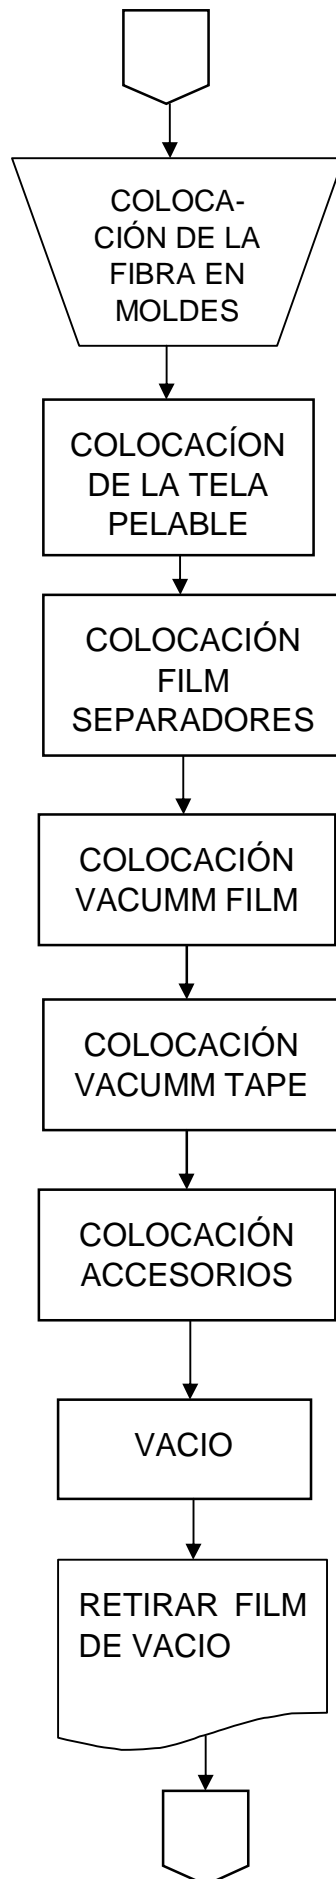 COLOCA-
CIÓN DE LA
FIBRA EN
MOLDES
COLOCACÍON
DE LA TELA
PELABLE
COLOCACIÓN
FILM
SEPARADORES
COLOCACIÓN
VACUMM FILM
COLOCACIÓN
VACUMM TAPE
COLOCACIÓN
ACCESORIOS
VACIO
RETIRAR FILM
DE VACIO